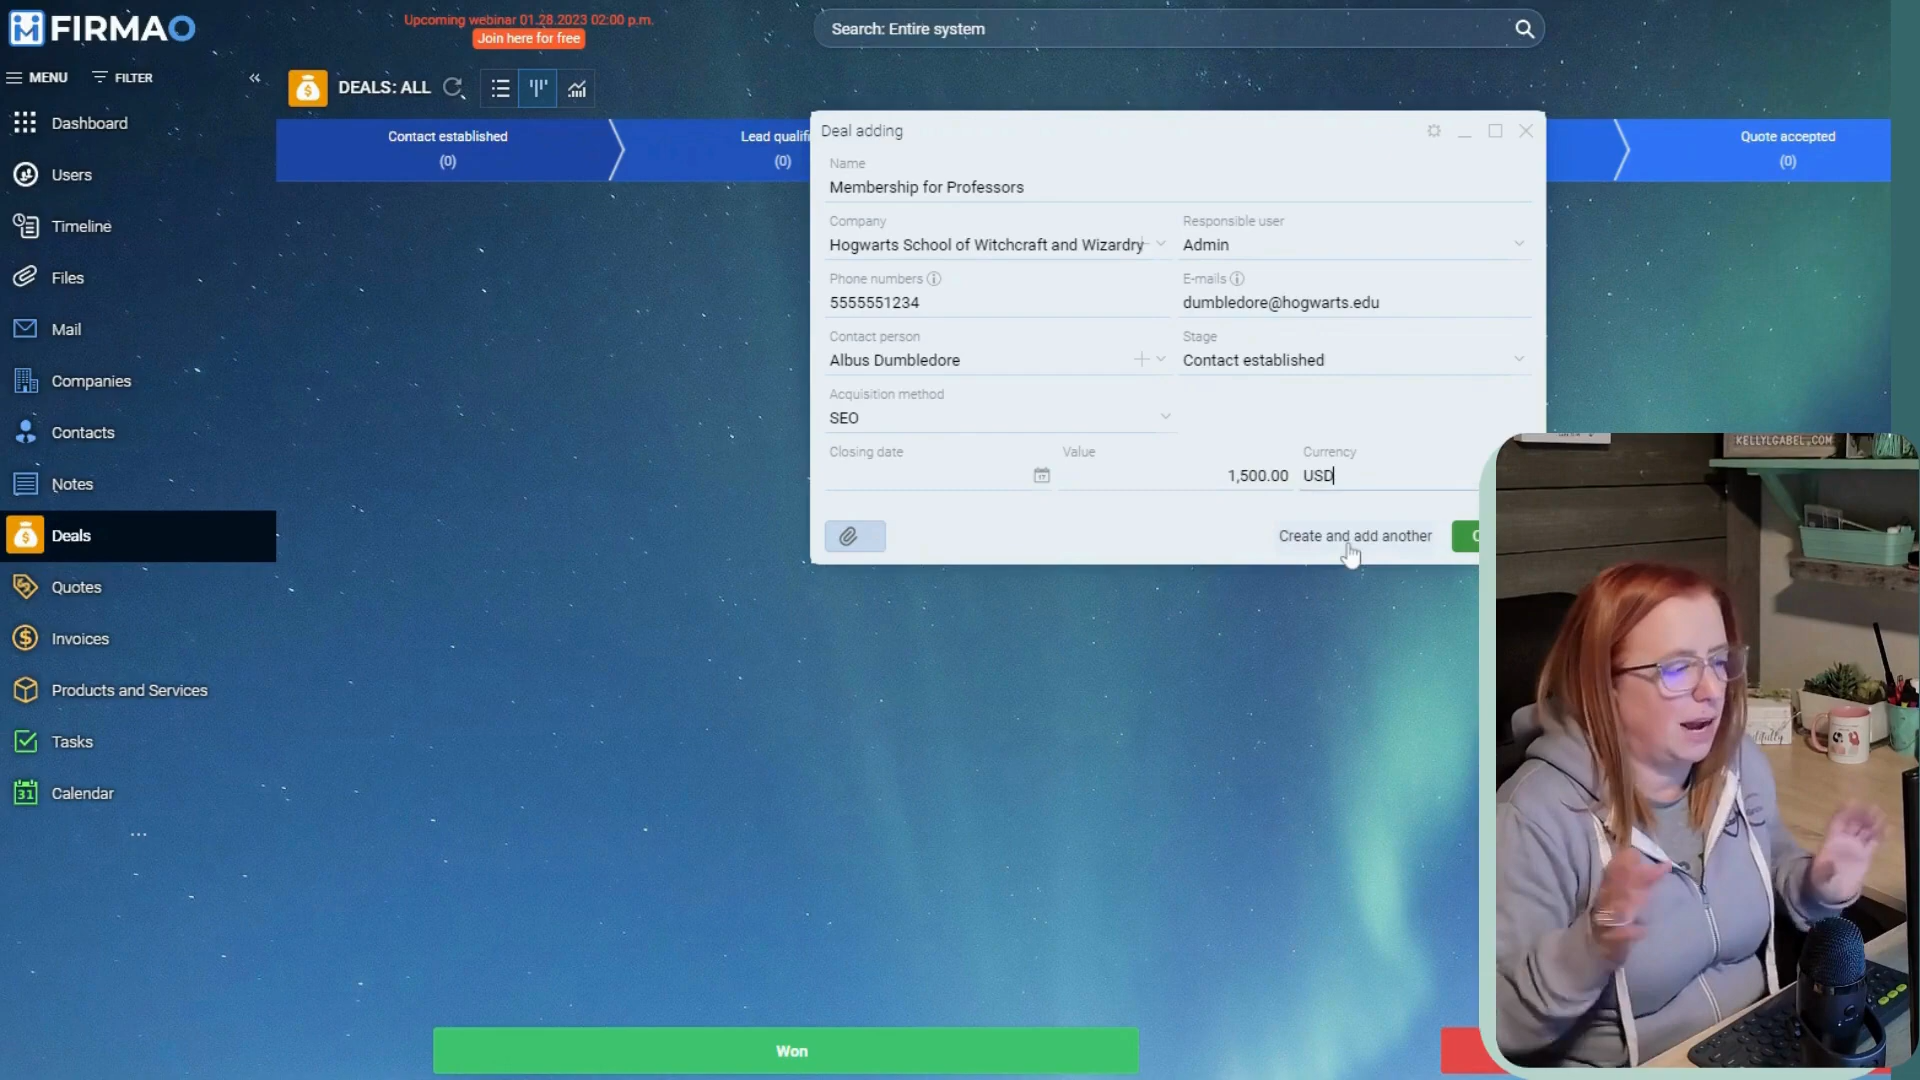 FIRMAO
Upcoming webinar 01.28.2023 02:00 p.m.
Join here for free
Search: Entire system
MENU
FILTER
DEALS: ALL
Dashboard
Users
Timeline
Files
Mail
Companies
Contacts
Notes
Deals
Quotes
Invoices
Products and Services
Tasks
31
Calendar
...
Contact established
(0)
Lead qualifi
(0)
Quote accepted
(0)
Deal adding
Name
Membership for Professors
Company
Responsible user
Hogwarts School of Witchcraft and Wizardry
Admin
Phone numbers
E-mails
5555551234
dumbledore@hogwarts.edu
Contact person
Stage
Albus Dumbledore
Contact established
Acquisition method
SEO
Closing date
Value
Currency
17
1,500.00
USD
Create and add another
Won
KELLYLGABEL.COM